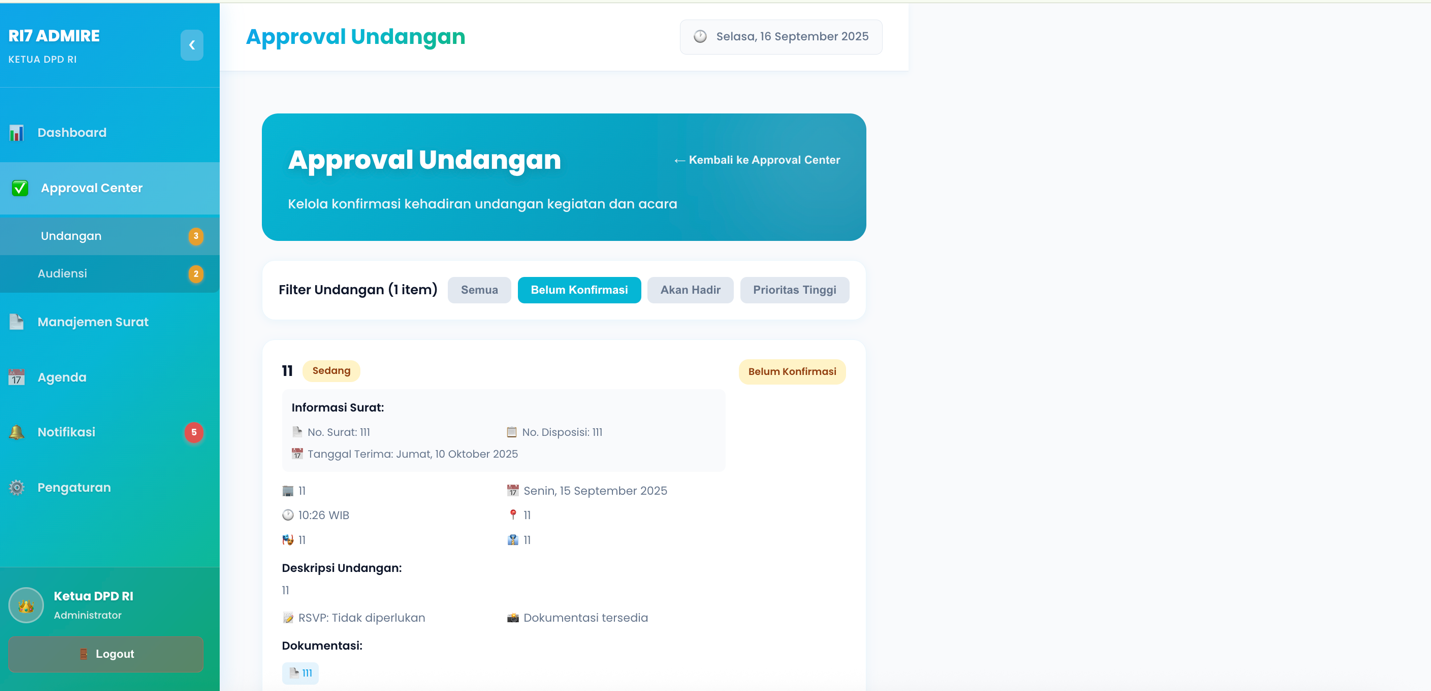 RI7 ADMIRE
KETUA DPD RI
Dashboard
Approval Center
Undangan 3
Audiensi 2
Manajemen Surat
Agenda
Notifikasi 5
Pengaturan
Ketua DPD RI
Administrator
Logout
Approval Undangan
Selasa, 16 September 2025
Approval Undangan
← Kembali ke Approval Center
Kelola konfirmasi kehadiran undangan kegiatan dan acara
Filter Undangan (1 item) Semua Belum Konfirmasi Akan Hadir Prioritas Tinggi
11 Sedang Belum Konfirmasi
Informasi Surat:
No. Surat: 111 No. Disposisi: 111
Tanggal Terima: Jumat, 10 Oktober 2025
11 Senin, 15 September 2025
10:26 WIB 11
11 11
Deskripsi Undangan:
11
RSVP: Tidak diperlukan Dokumentasi tersedia
Dokumentasi:
111